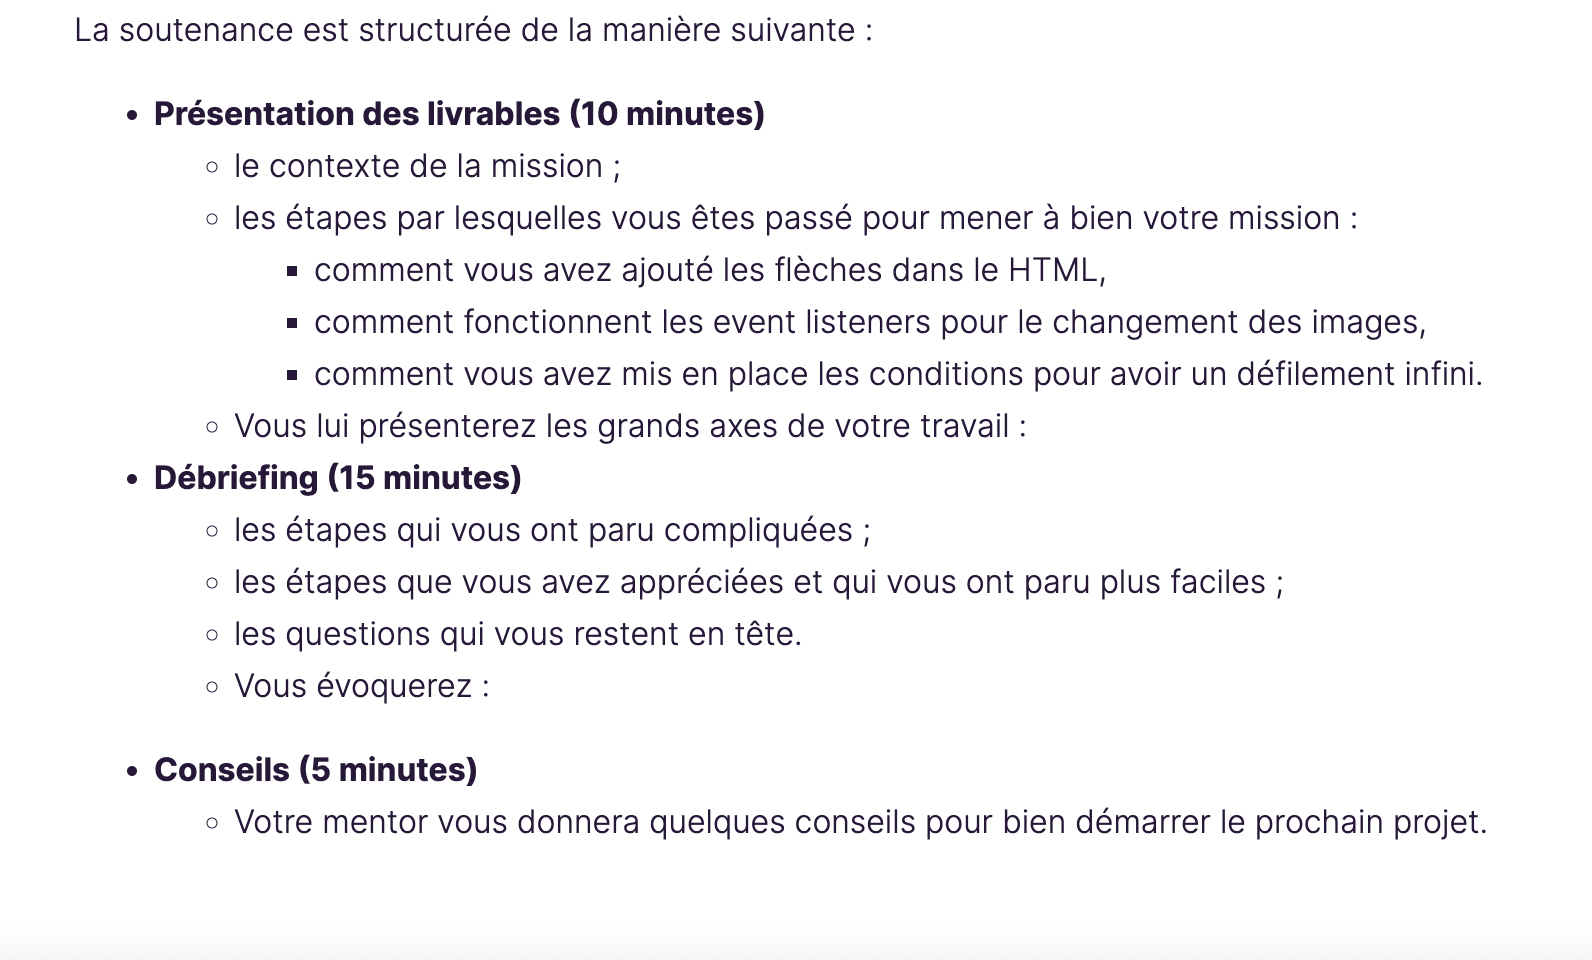 La soutenance est structurée de la manière suivante :
• Présentation des livrables (10 minutes)
◦ le contexte de la mission ;
◦ les étapes par lesquelles vous êtes passé pour mener à bien votre mission :
▪ comment vous avez ajouté les flèches dans le HTML,
▪ comment fonctionnent les event listeners pour le changement des images,
▪ comment vous avez mis en place les conditions pour avoir un défilement infini.
◦ Vous lui présenterez les grands axes de votre travail :
• Débriefing (15 minutes)
◦ les étapes qui vous ont paru compliquées ;
◦ les étapes que vous avez appréciées et qui vous ont paru plus faciles ;
◦ les questions qui vous restent en tête.
◦ Vous évoquerez :
• Conseils (5 minutes)
◦ Votre mentor vous donnera quelques conseils pour bien démarrer le prochain projet.